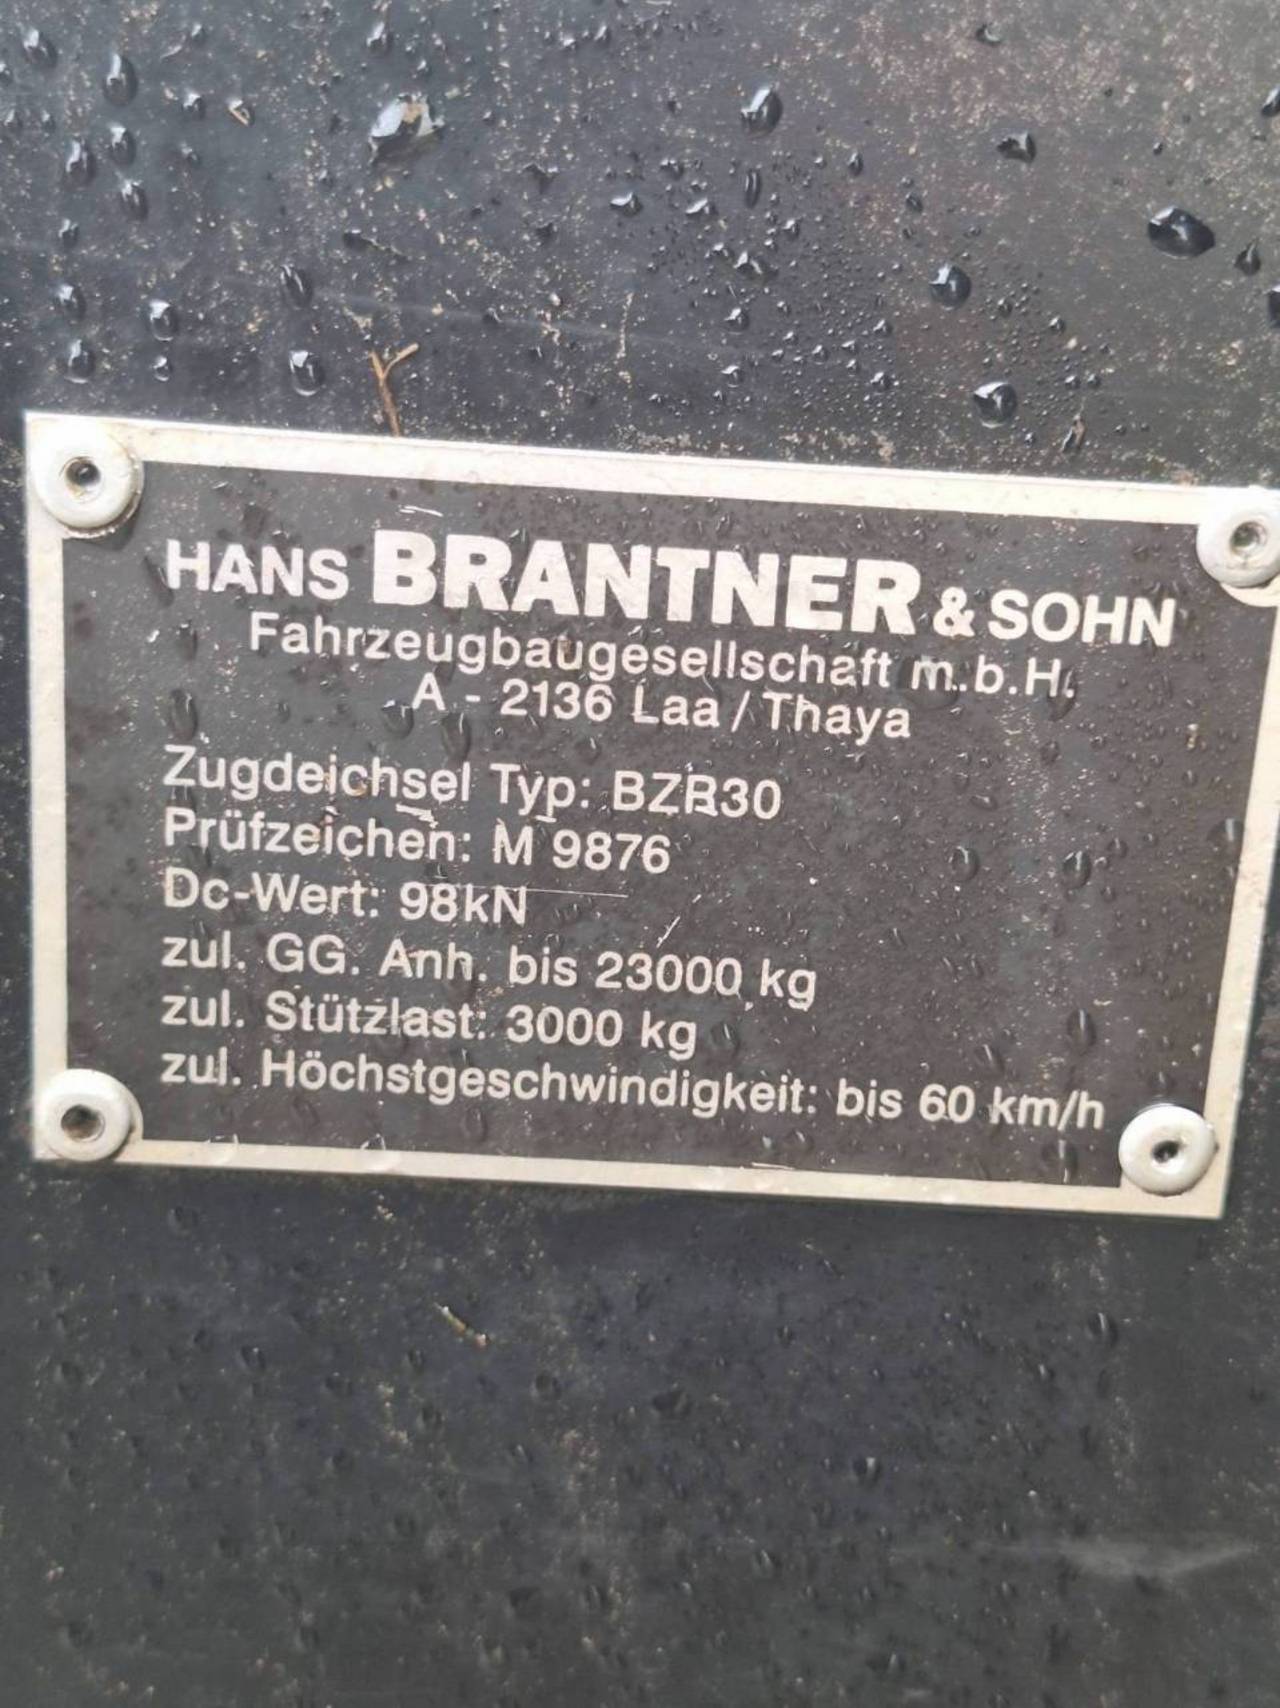 HANS BRANTNER & SOHN
Fahrzeugbaugesellschaft m.b.H.
A - 2136 Laa / Thaya
Zugdeichsel Typ: BZR30
Prüfzeichen: M 9876
Dc-Wert: 98kN
zul. GG. Anh. bis 23000 kg
zul. Stützlast: 3000 kg
zul. Höchstgeschwindigkeit: bis 60 km/h